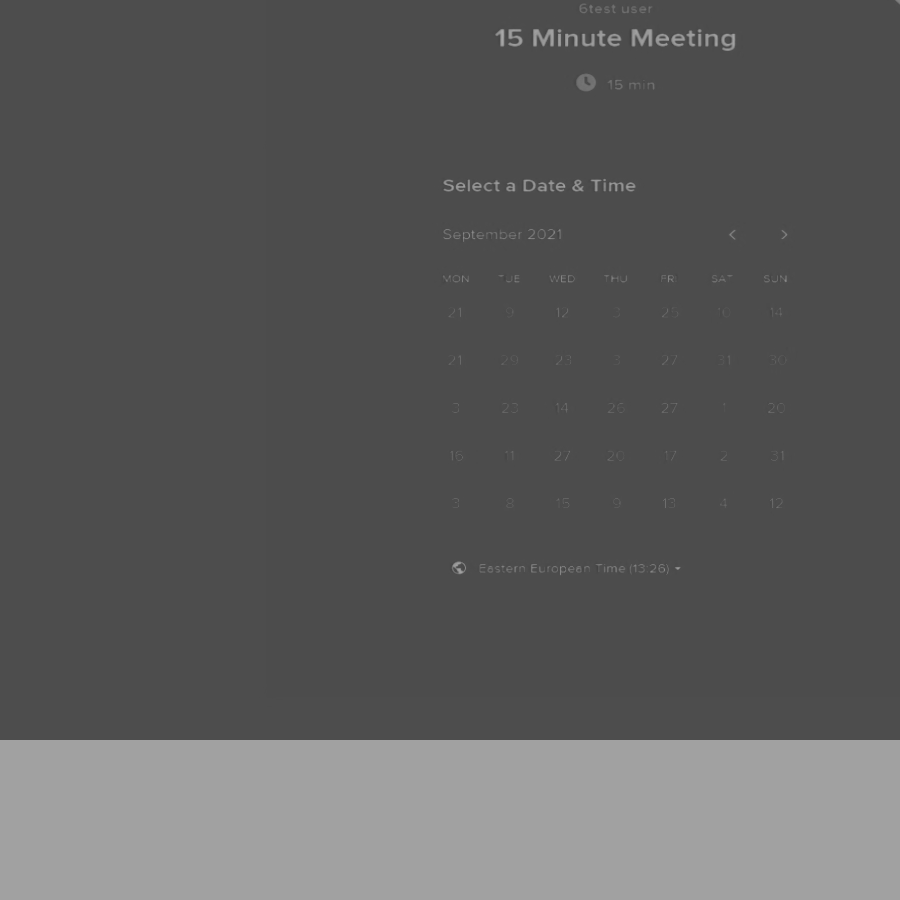 6test user
15 Minute Meeting
15 min
Select a Date & Time
September 2021
MON TUE WED THU FRI SAT SUN
21 9 12 3 25 10 14
21 29 23 3 27 31 30
3 23 14 26 27 1 20
16 11 27 20 17 2 31
3 8 15 9 13 4 12
Eastern European Time (13:26)